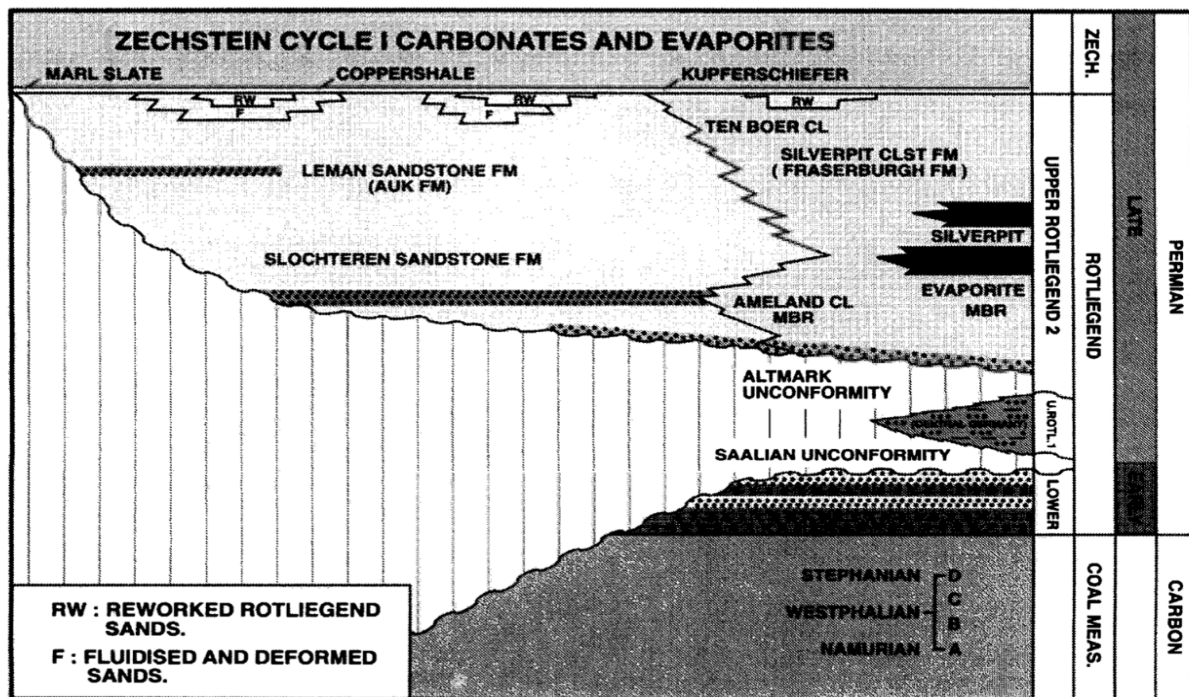 ZECHSTEIN CYCLE I CARBONATES AND EVAPORITES
MARL SLATE
COPPERSHALE
KUPFERSCHIEFER
RW
F
RW
F
RW
TEN BOER CL
LEMAN SANDSTONE FM
(AUK FM)
SILVERPIT CLST FM
( FRASERBURGH FM )
SLOCHTEREN SANDSTONE FM
SILVERPIT
EVAPORITE
MBR
AMELAND CL
MBR
ALTMARK
UNCONFORMITY
(CENTRAL GERMANY)
SAALIAN UNCONFORMITY
STEPHANIAN
D
C
WESTPHALIAN
B
NAMURIAN
A
RW : REWORKED ROTLIEGEND
SANDS.
F : FLUIDISED AND DEFORMED
SANDS.
UPPER ROTLIEGEND 2
U.ROTL.1
LOWER
ZECH.
ROTLIEGEND
COAL MEAS.
LATE
EARLY
PERMIAN
CARBON